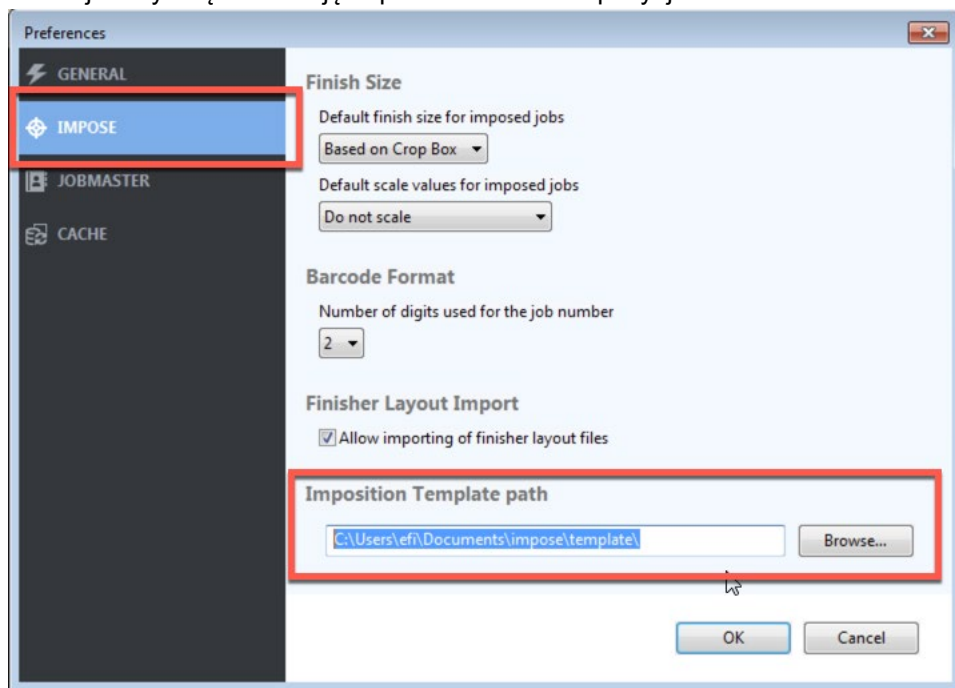 Preferences
GENERAL
IMPOSE
JOBMASTER
CACHE
Finish Size
Default finish size for imposed jobs
Based on Crop Box
Default scale values for imposed jobs
Do not scale
Barcode Format
Number of digits used for the job number
2
Finisher Layout Import
Allow importing of finisher layout files
Imposition Template path
C:\Users\efi\Documents\impose\template\
Browse...
OK
Cancel